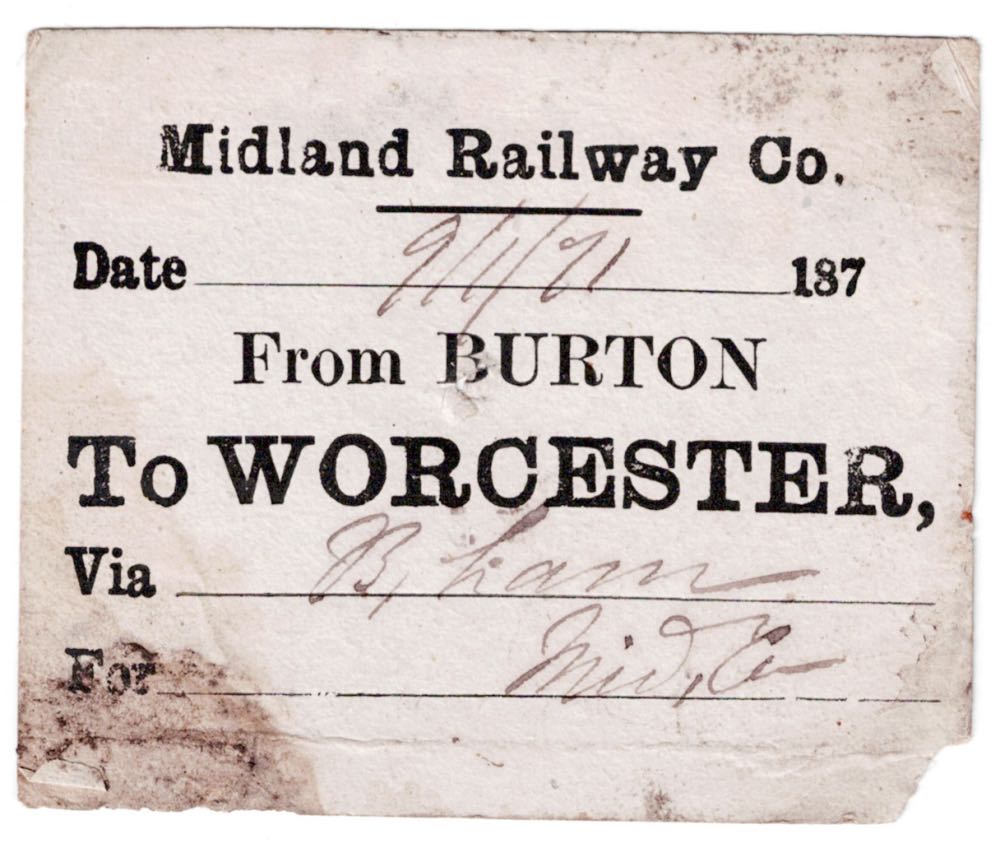 Midland Railway Co.
Date 9/1/71 187
From BURTON
To WORCESTER,
Via B,ham
For Mid, Co